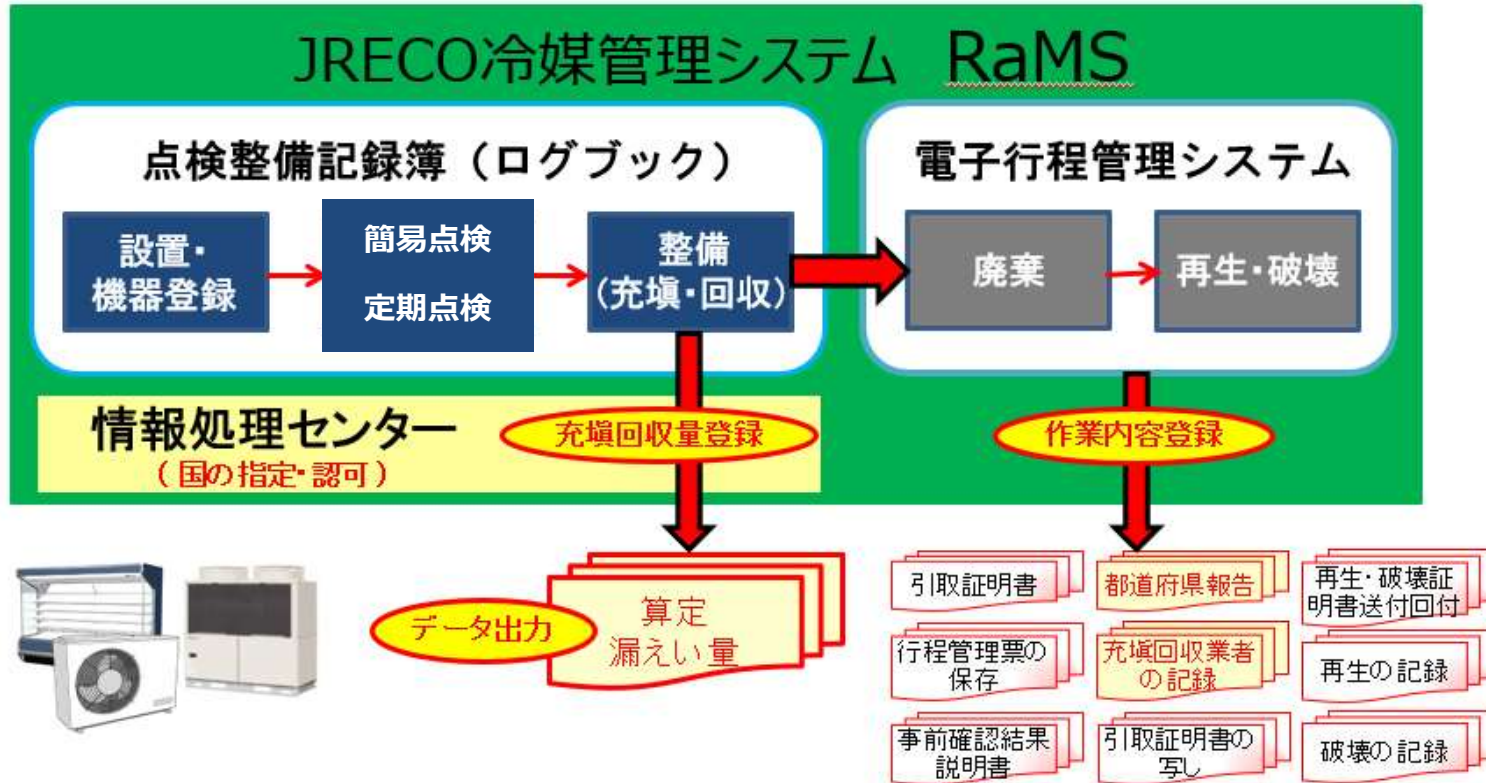 JRECO冷媒管理システム RaMS
点検整備記録簿（ログブック）
設置・
機器登録
簡易点検
定期点検
整備
(充填・回収)
電子行程管理システム
廃棄
再生・破壊
情報処理センター
（国の指定・認可）
充塡回収量登録
作業内容登録
データ出力
算定
漏えい量
引取証明書
都道府県報告
再生・破壊証
明書送付回付
行程管理票の
保存
充塡回収業者
の記録
再生の記録
事前確認結果
説明書
引取証明書の
写し
破壊の記録